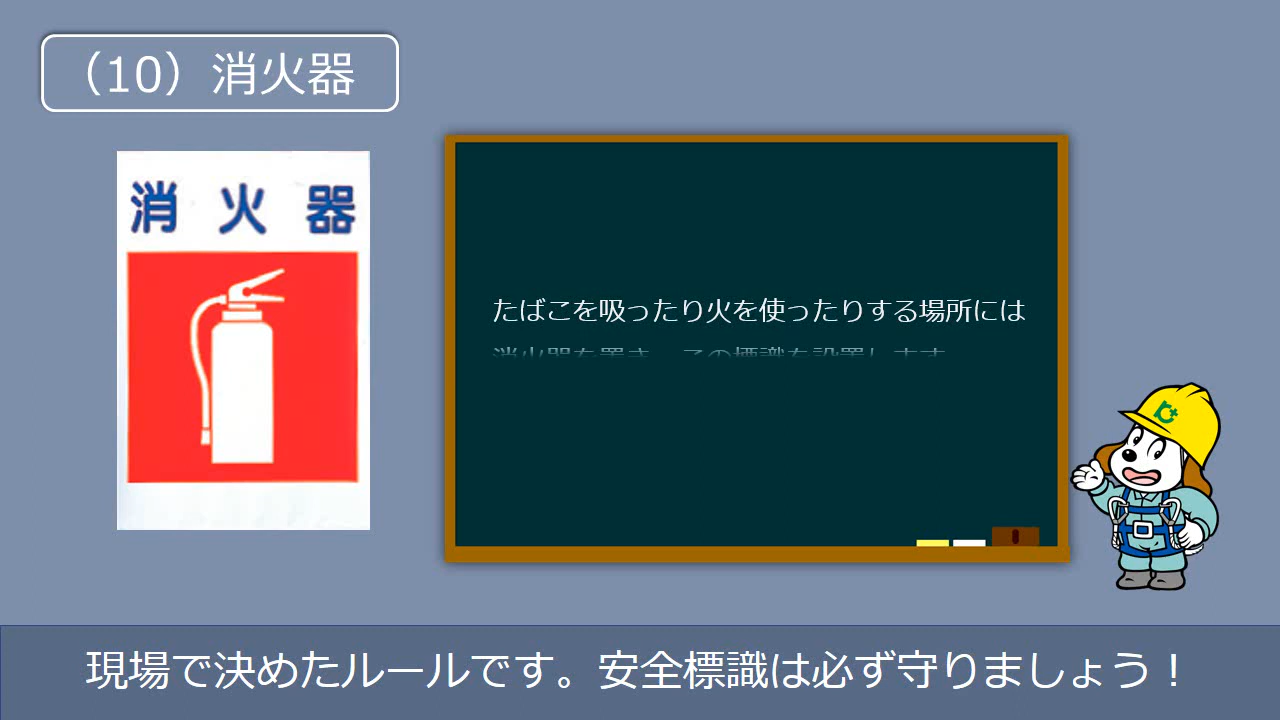 （10）消火器
消火器
たばこを吸ったり火を使ったりする場所には
現場で決めたルールです。安全標識は必ず守りましょう！